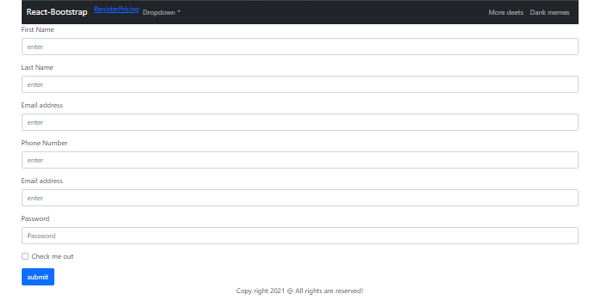 React-Bootstrap RegisterPricing Dropdown More deets Dank memes
First Name
enter
Last Name
enter
Email address
enter
Phone Number
enter
Email address
enter
Password
Password
Check me out
submit
Copy right 2021 @ All rights are reserved!